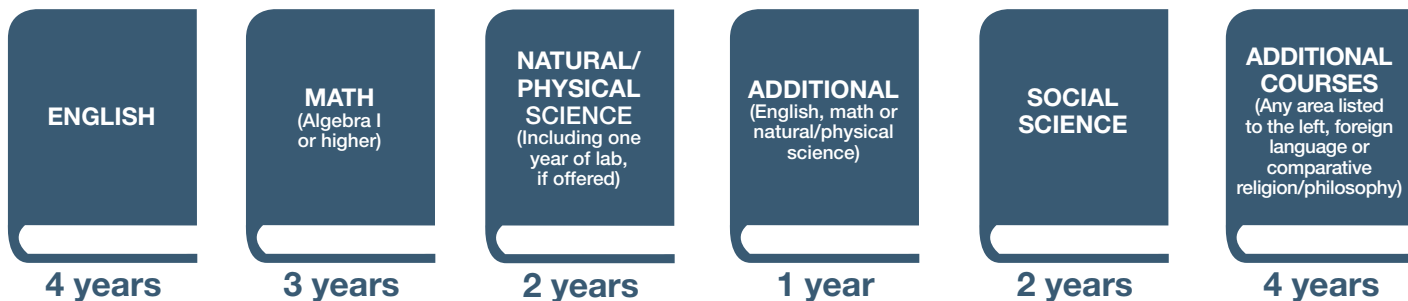 ENGLISH
4 years
MATH
(Algebra I
or higher)
3 years
NATURAL/
PHYSICAL
SCIENCE
(Including one
year of lab,
if offered)
2 years
ADDITIONAL
(English, math or
natural/physical
science)
1 year
SOCIAL
SCIENCE
2 years
ADDITIONAL
COURSES
(Any area listed
to the left, foreign
language or
comparative
religion/philosophy)
4 years